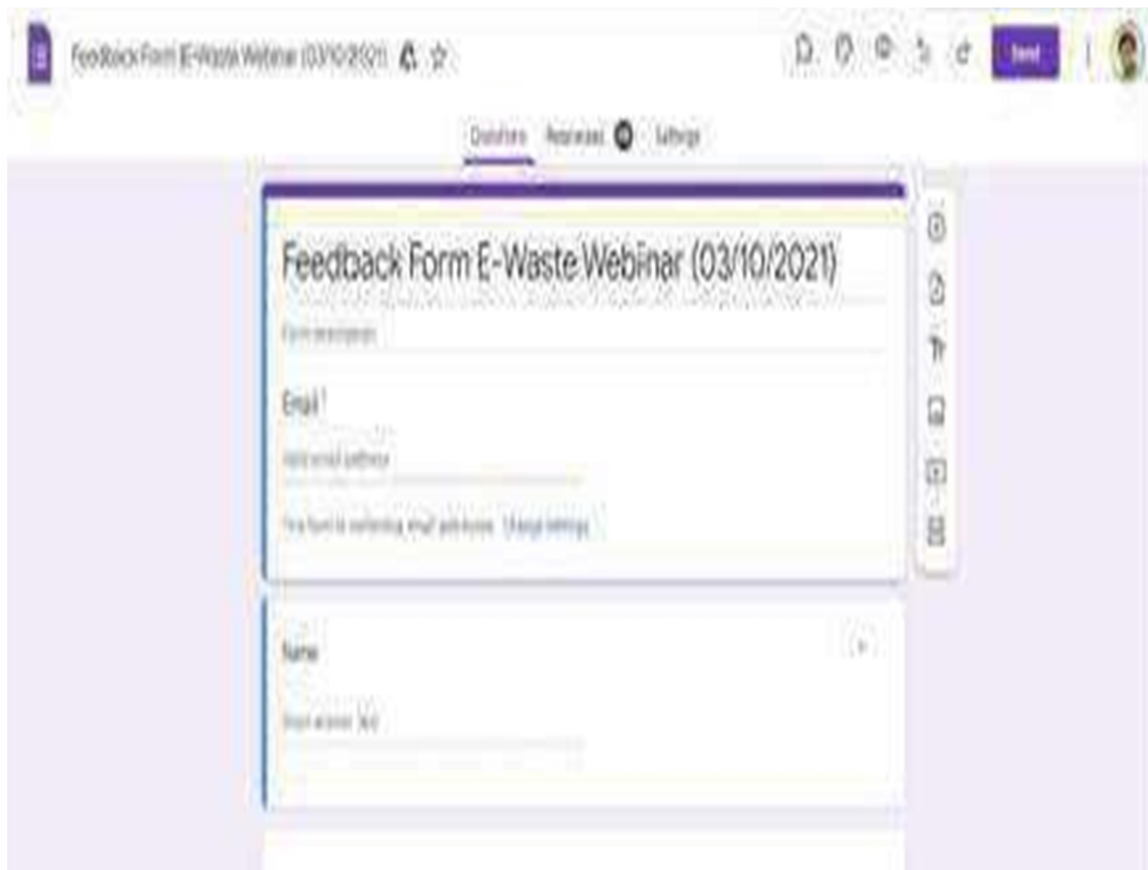 Feedback Form E-Waste Webinar (03/10/2021)
Send
Questions Responses Settings
Feedback Form E-Waste Webinar (03/10/2021)
Form description
Email *
Valid email address
This form is collecting email addresses. Change settings
Name
Short answer text